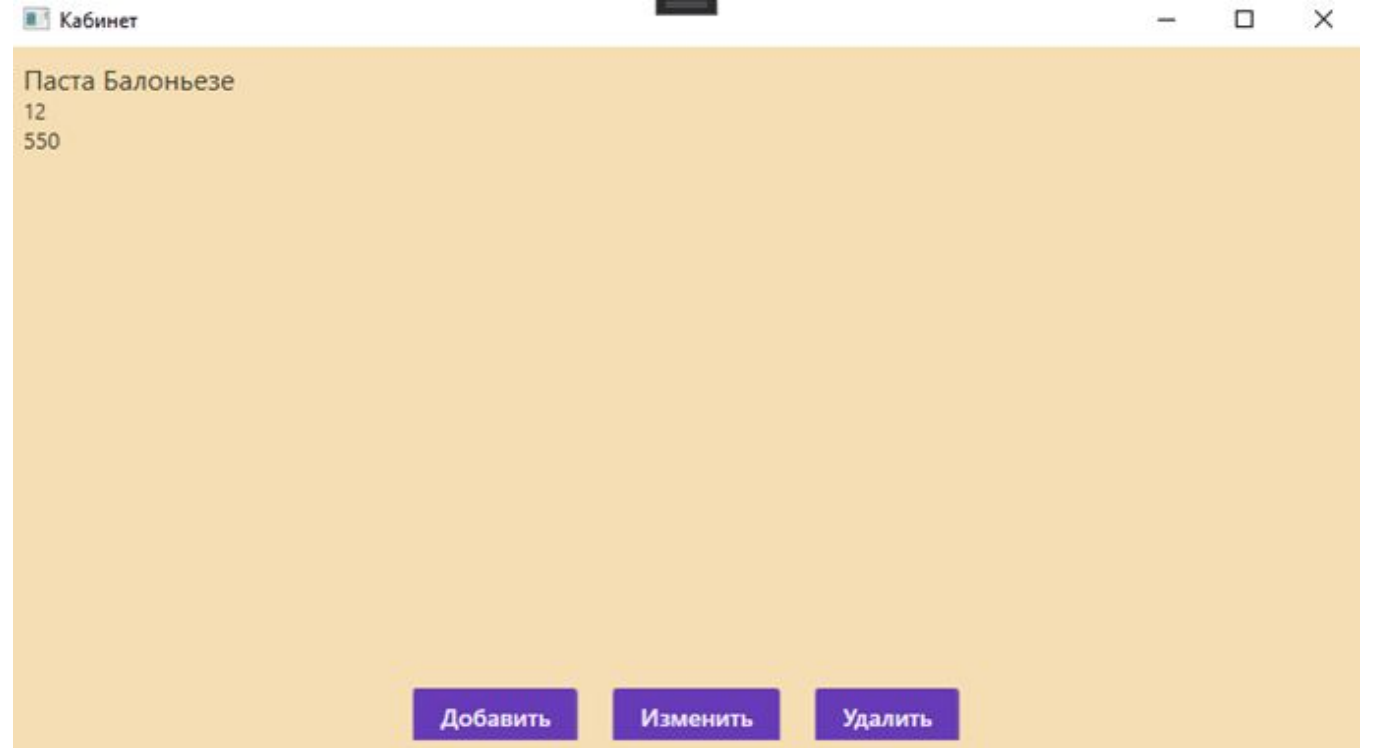 Кабинет
Паста Балоньезе
12
550
Добавить Изменить Удалить